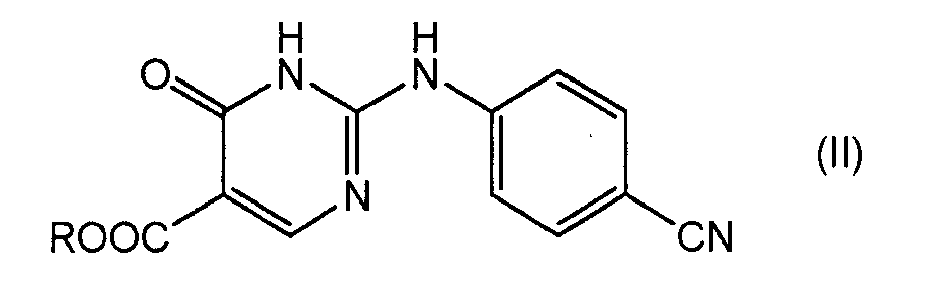 H H
O N N
N
ROOC CN
(II)